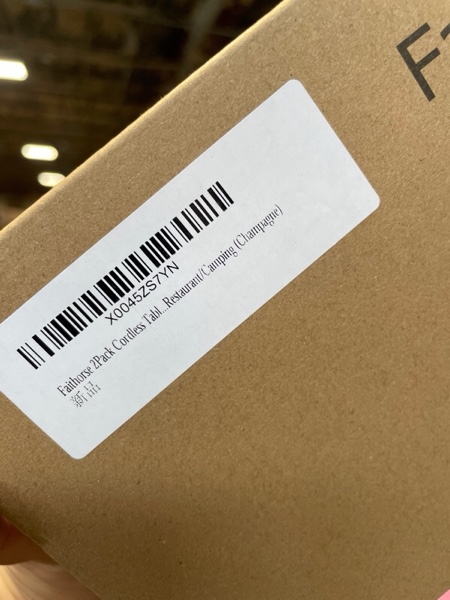 X0045ZS7YN
Faithorse 2Pack Cordless Tabl...Restaurant/Camping (Champagne)
新品